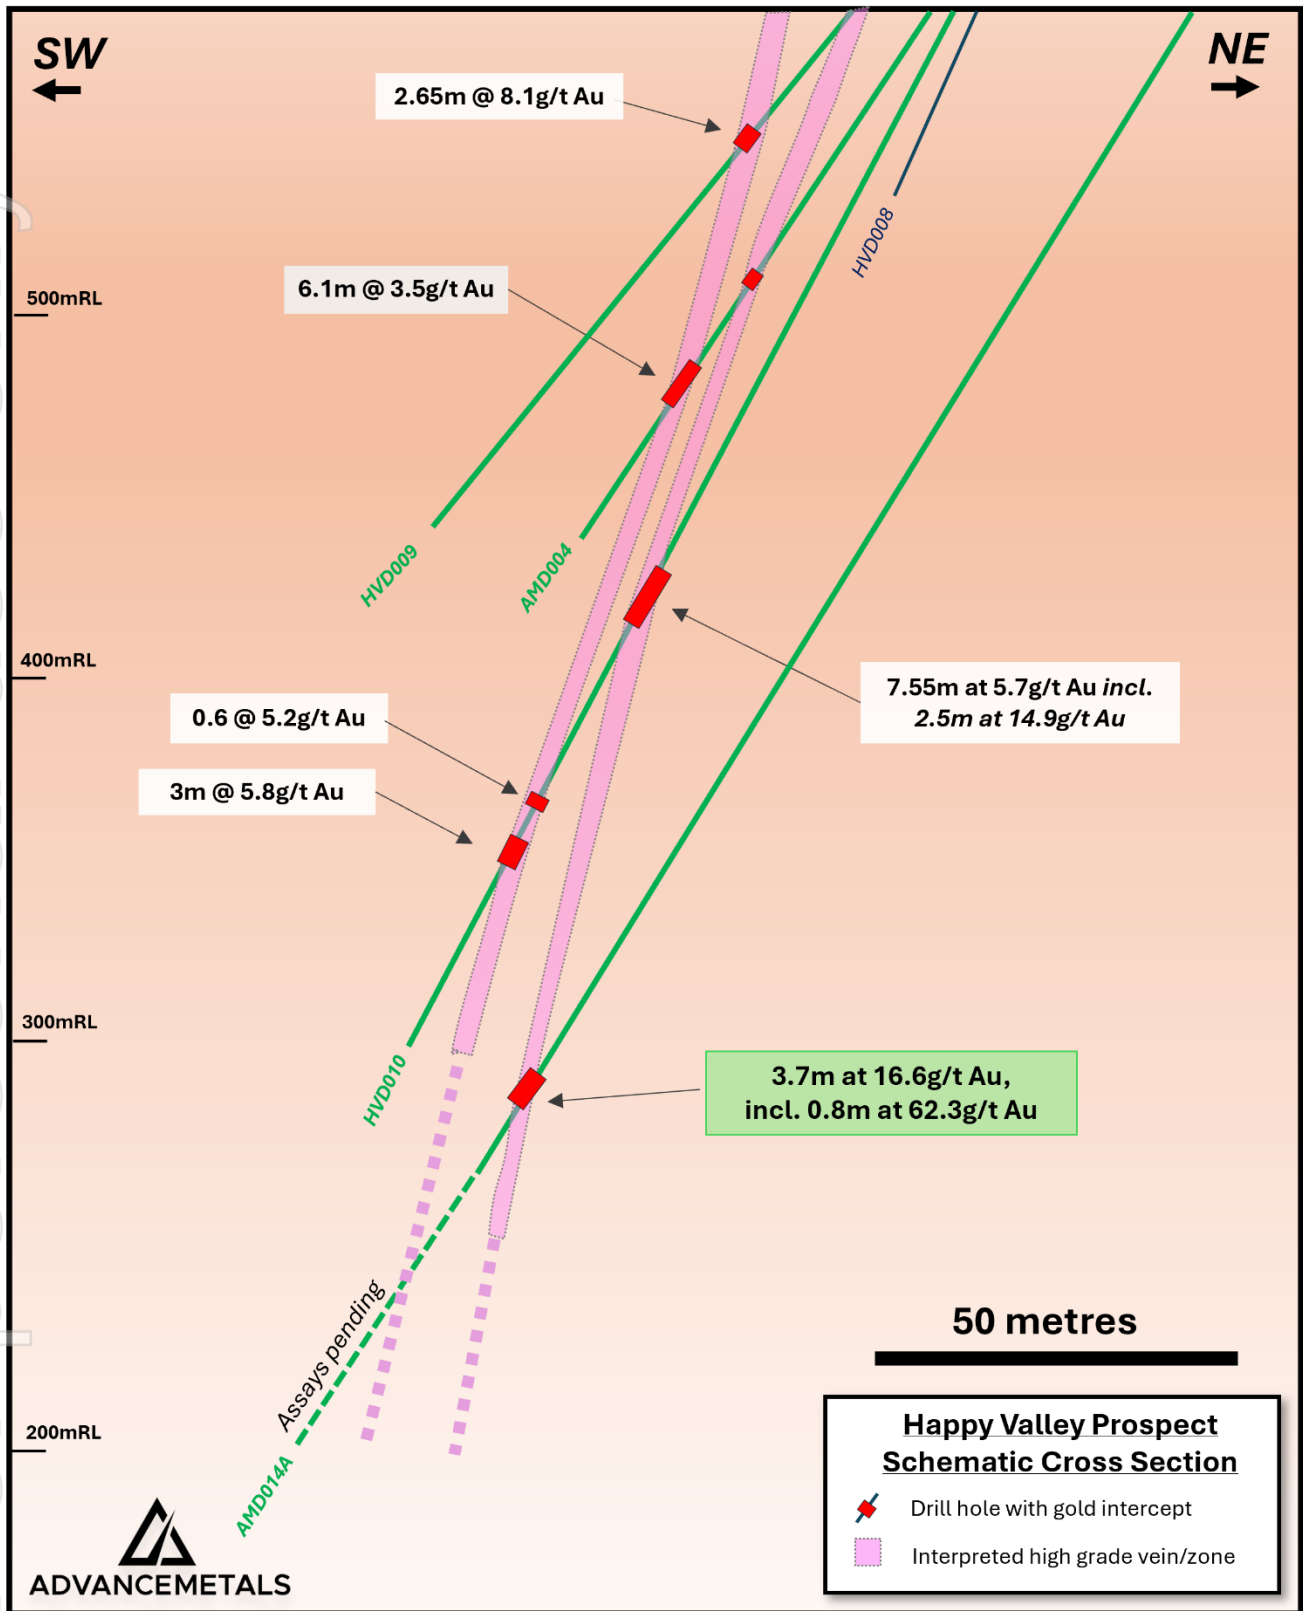 SW
NE
2.65m @ 8.1g/t Au
HVD008
6.1m @ 3.5g/t Au
500mRL
HVD009
AMD004
400mRL
7.55m at 5.7g/t Au incl.
2.5m at 14.9g/t Au
0.6 @ 5.2g/t Au
3m @ 5.8g/t Au
300mRL
HVD010
3.7m at 16.6g/t Au,
incl. 0.8m at 62.3g/t Au
Assays pending
50 metres
200mRL
AMD014A
Happy Valley Prospect
Schematic Cross Section
Drill hole with gold intercept
Interpreted high grade vein/zone
ADVANCEMETALS